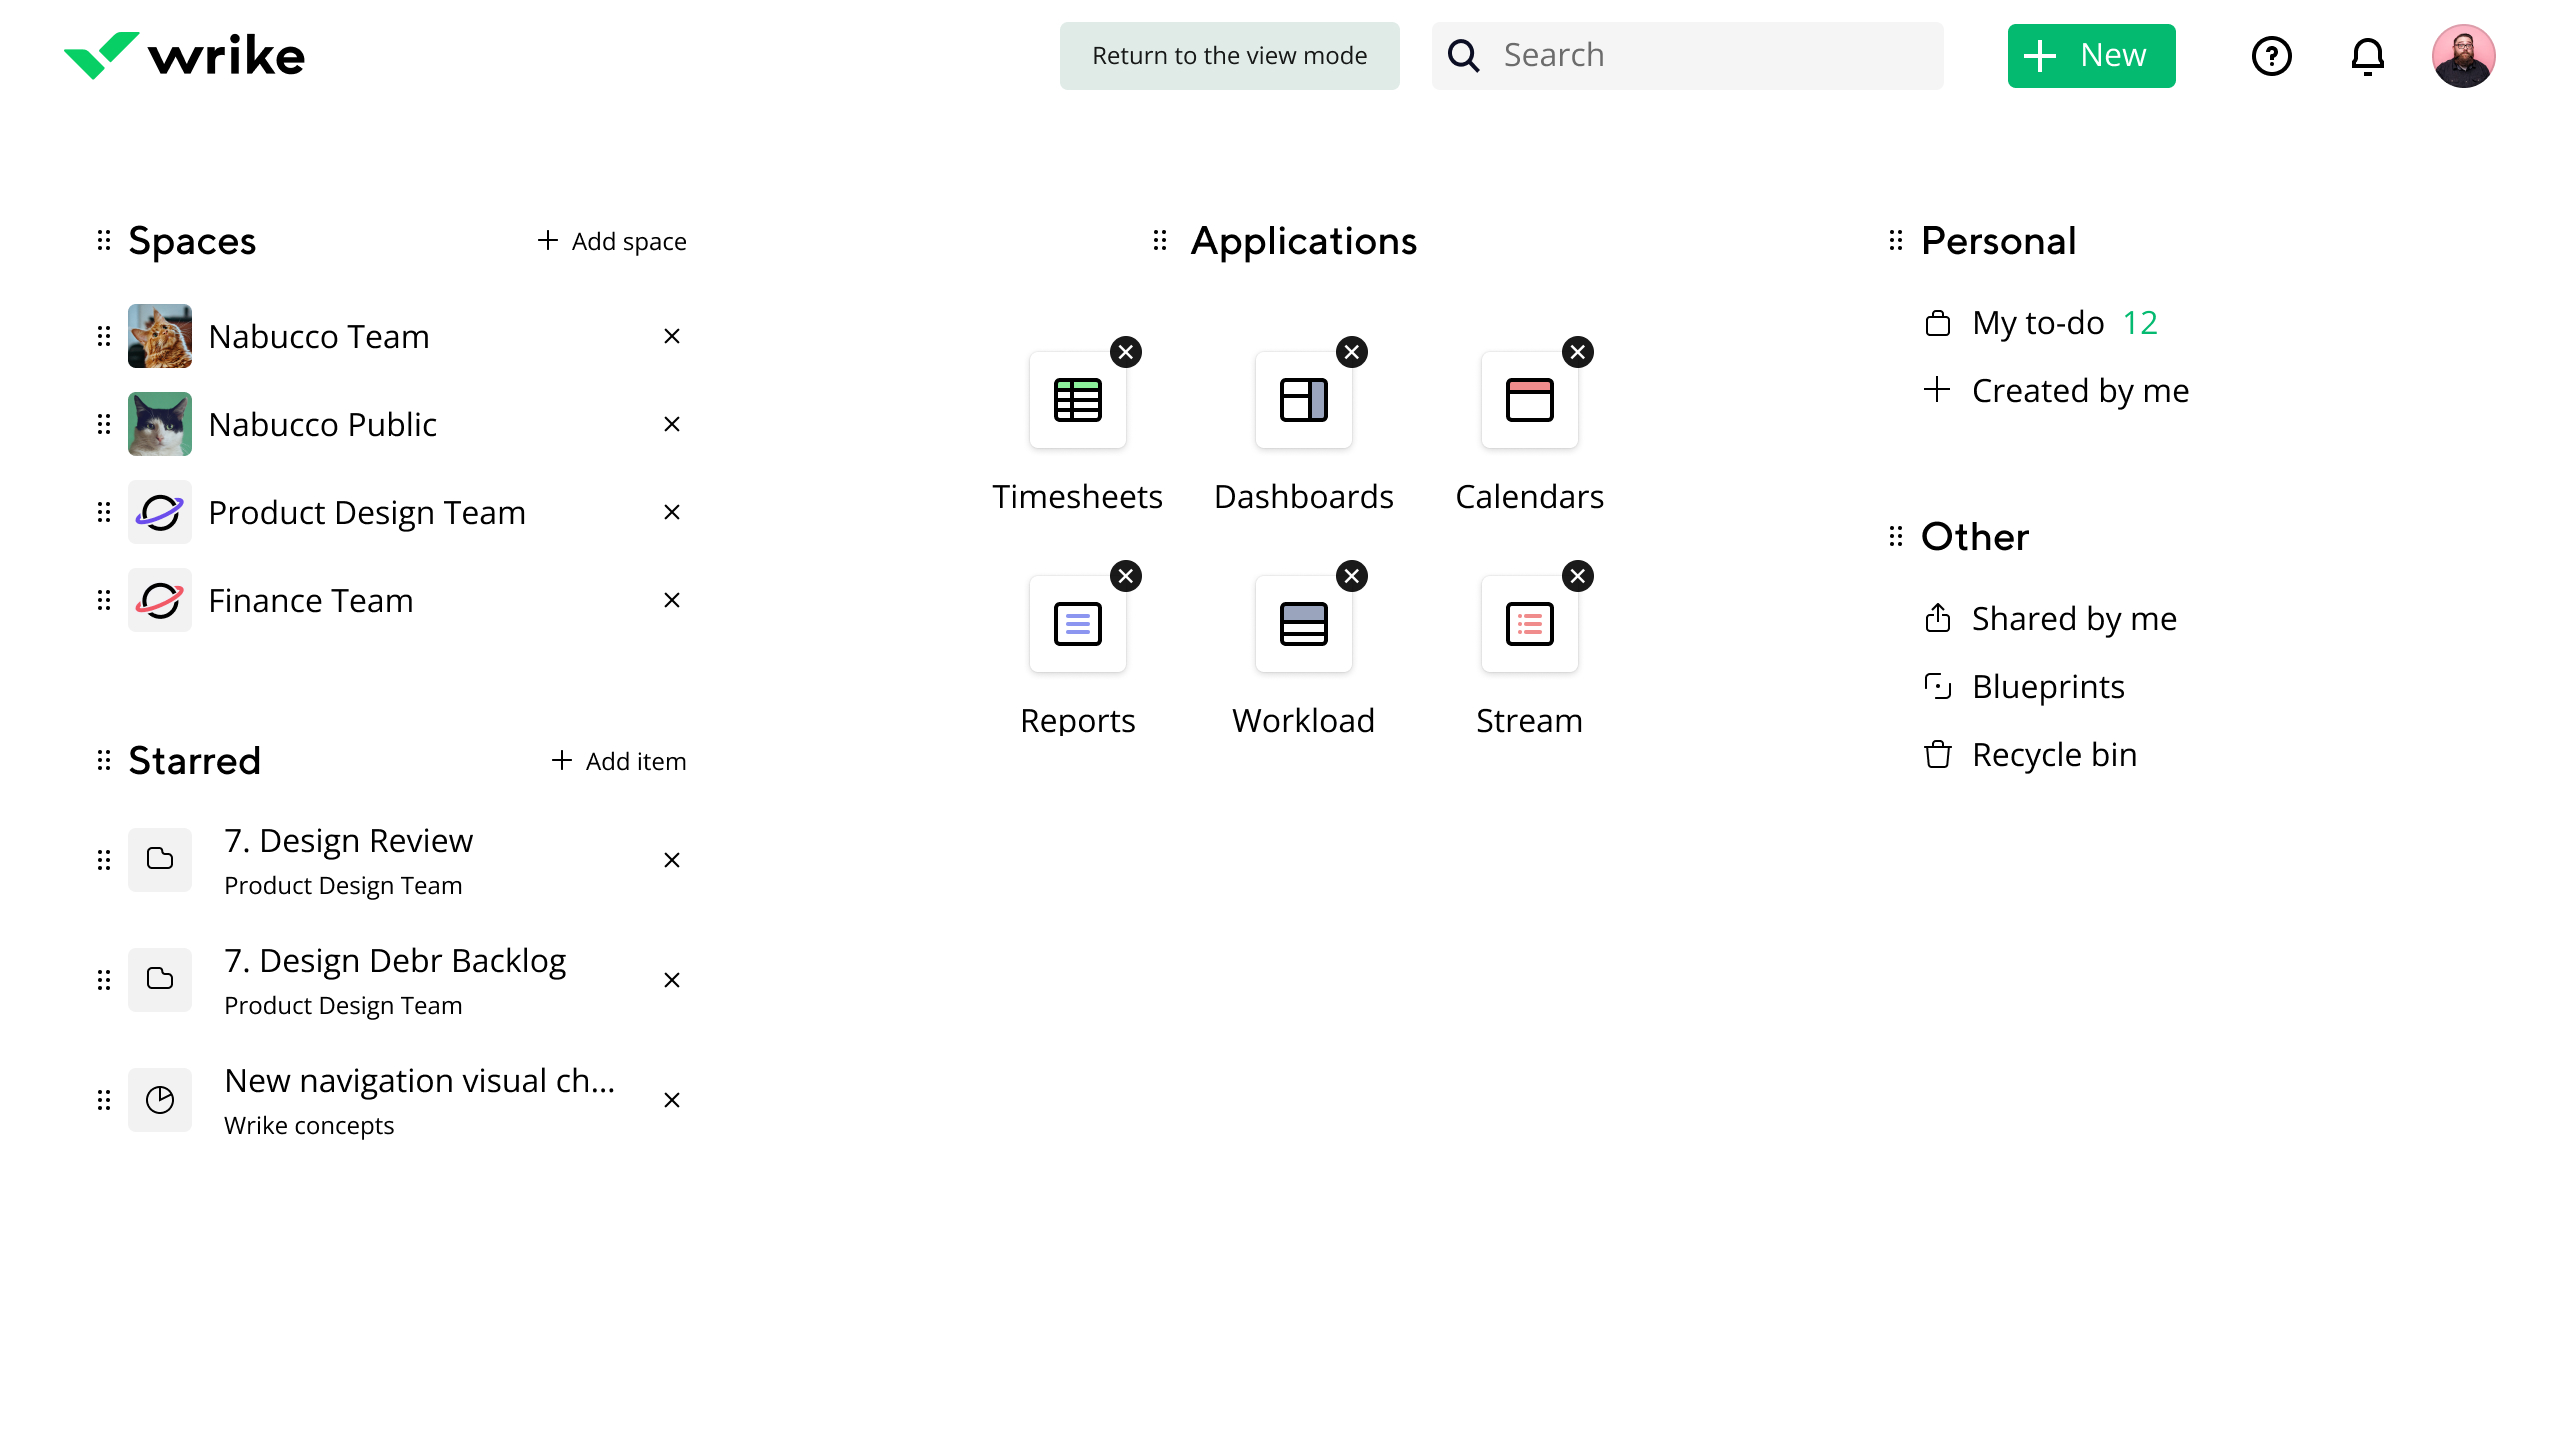 wrike
Return to the view mode
Search
New
Spaces
Add space
Nabucco Team
Nabucco Public
Product Design Team
Finance Team
Starred
Add item
7. Design Review
Product Design Team
7. Design Debr Backlog
Product Design Team
New navigation visual ch...
Wrike concepts
Applications
Timesheets
Dashboards
Calendars
Reports
Workload
Stream
Personal
My to-do 12
Created by me
Other
Shared by me
Blueprints
Recycle bin